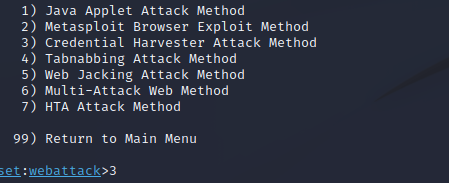 1) Java Applet Attack Method
2) Metasploit Browser Exploit Method
3) Credential Harvester Attack Method
4) Tabnabbing Attack Method
5) Web Jacking Attack Method
6) Multi-Attack Web Method
7) HTA Attack Method
99) Return to Main Menu
set:webattack>3